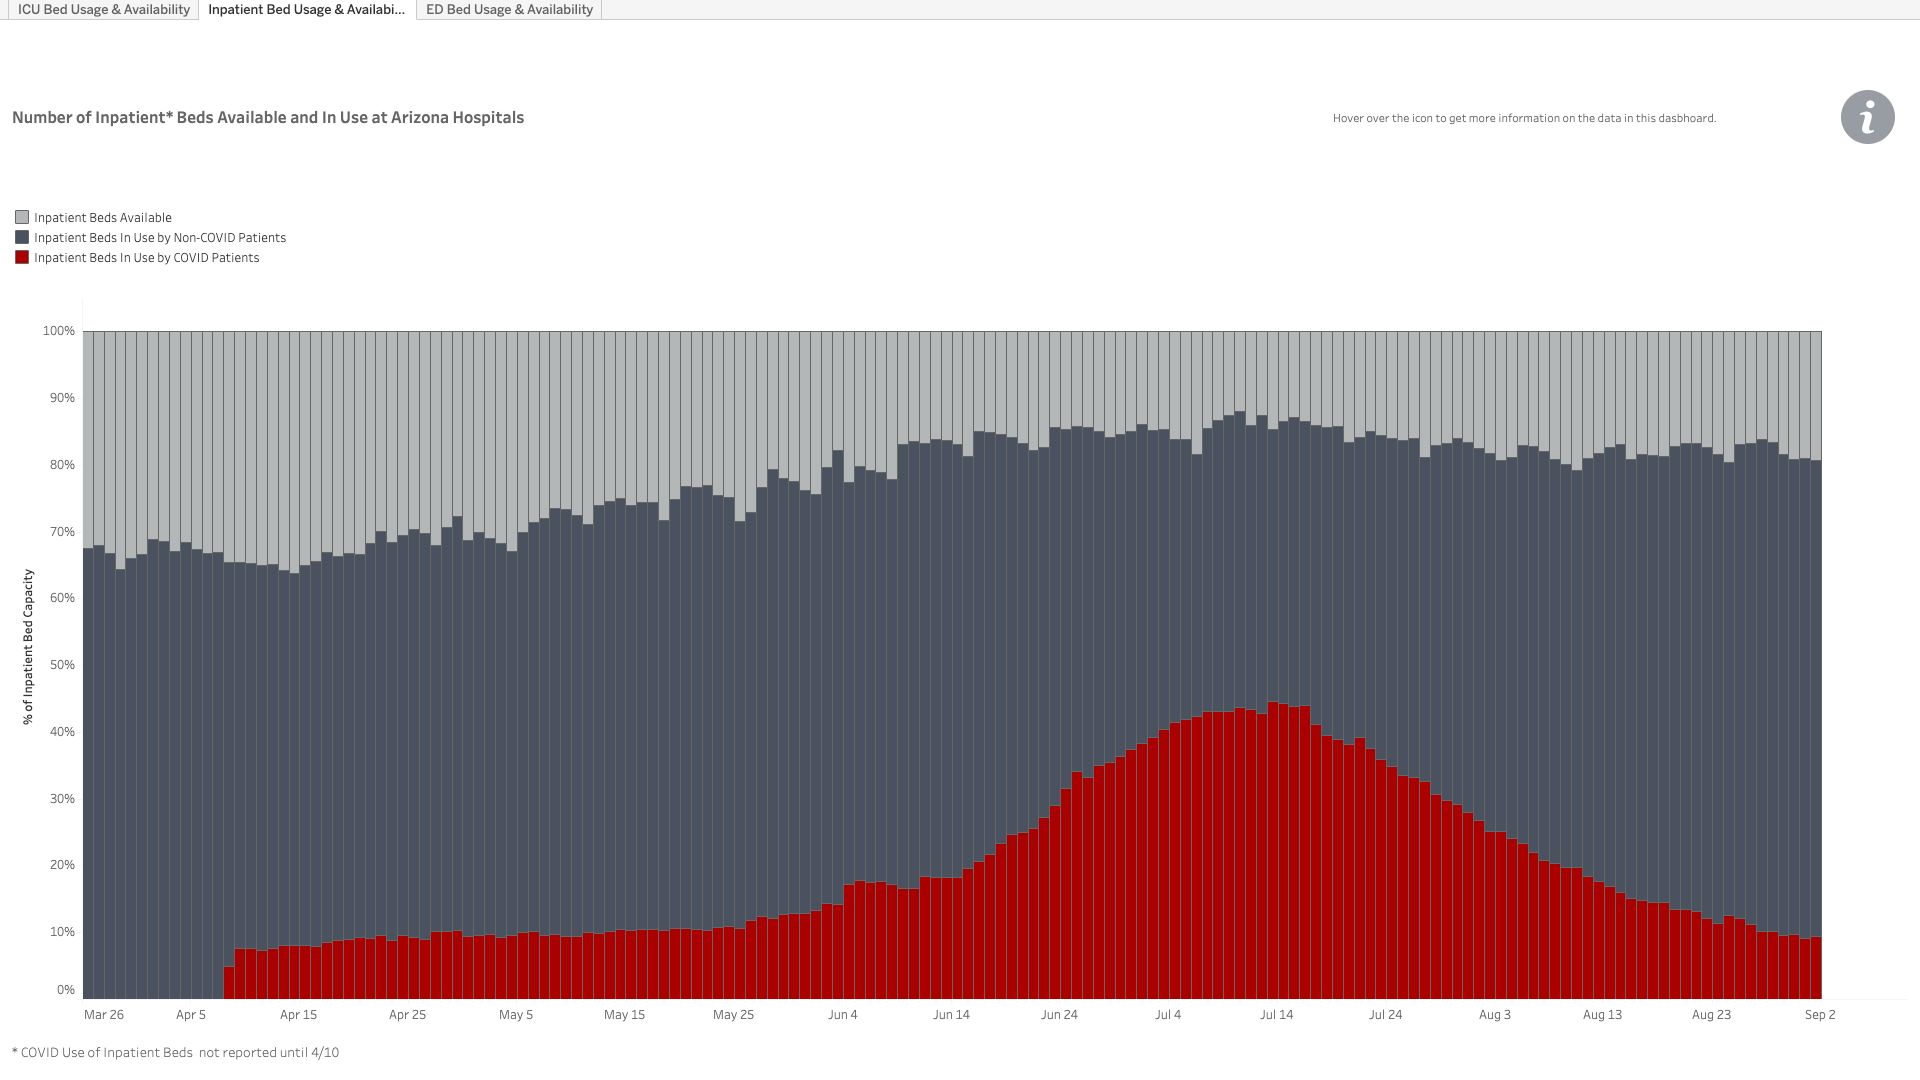 ICU Bed Usage & Availability
Inpatient Bed Usage & Availabi...
ED Bed Usage & Availability
Number of Inpatient* Beds Available and In Use at Arizona Hospitals
Hover over the icon to get more information on the data in this dasbhoard.
i
Inpatient Beds Available
Inpatient Beds In Use by Non-COVID Patients
Inpatient Beds In Use by COVID Patients
% of Inpatient Bed Capacity
100%
90%
80%
70%
60%
50%
40%
30%
20%
10%
0%
Mar 26 Apr 5 Apr 15 Apr 25 May 5 May 15 May 25 Jun 4 Jun 14 Jun 24 Jul 4 Jul 14 Jul 24 Aug 3 Aug 13 Aug 23 Sep 2
* COVID Use of Inpatient Beds  not reported until 4/10